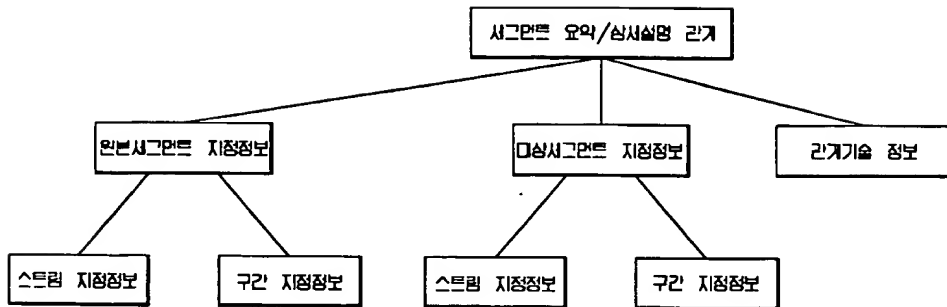 세그먼트 요약/상세설명 관계
원본세그먼트 지정정보
대상세그먼트 지정정보
관계기술 정보
스트림 지정정보
구간 지정정보
스트림 지정정보
구간 지정정보